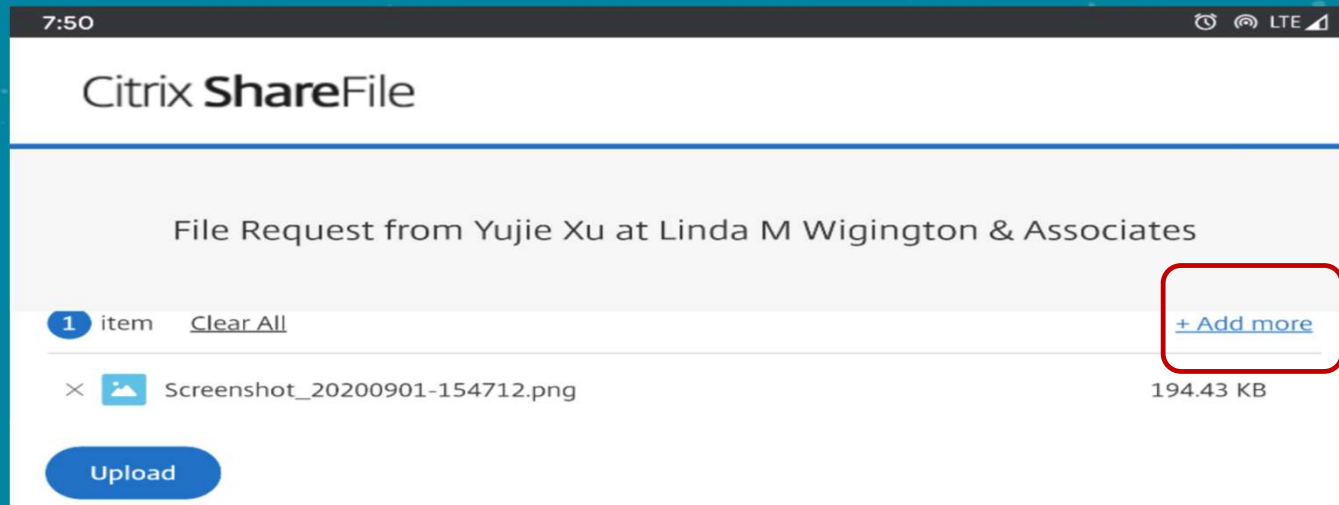 7:50 LTE
Citrix ShareFile
File Request from Yujie Xu at Linda M Wigington & Associates
1 item Clear All + Add more
Screenshot_20200901-154712.png 194.43 KB
Upload